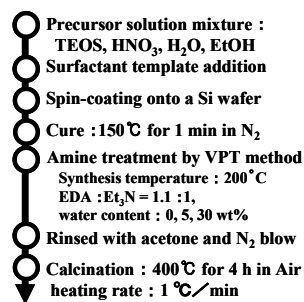 Precursor solution mixture :
TEOS, HNO₃, H₂O, EtOH
Surfactant template addition
Spin-coating onto a Si wafer
Cure : 150℃ for 1 min in N₂
Amine treatment by VPT method
Synthesis temperature : 200°C
EDA : Et₃N = 1.1 : 1,
water content : 0, 5, 30 wt%
Rinsed with acetone and N₂ blow
Calcination : 400℃ for 4 h in Air
heating rate : 1 ℃／min